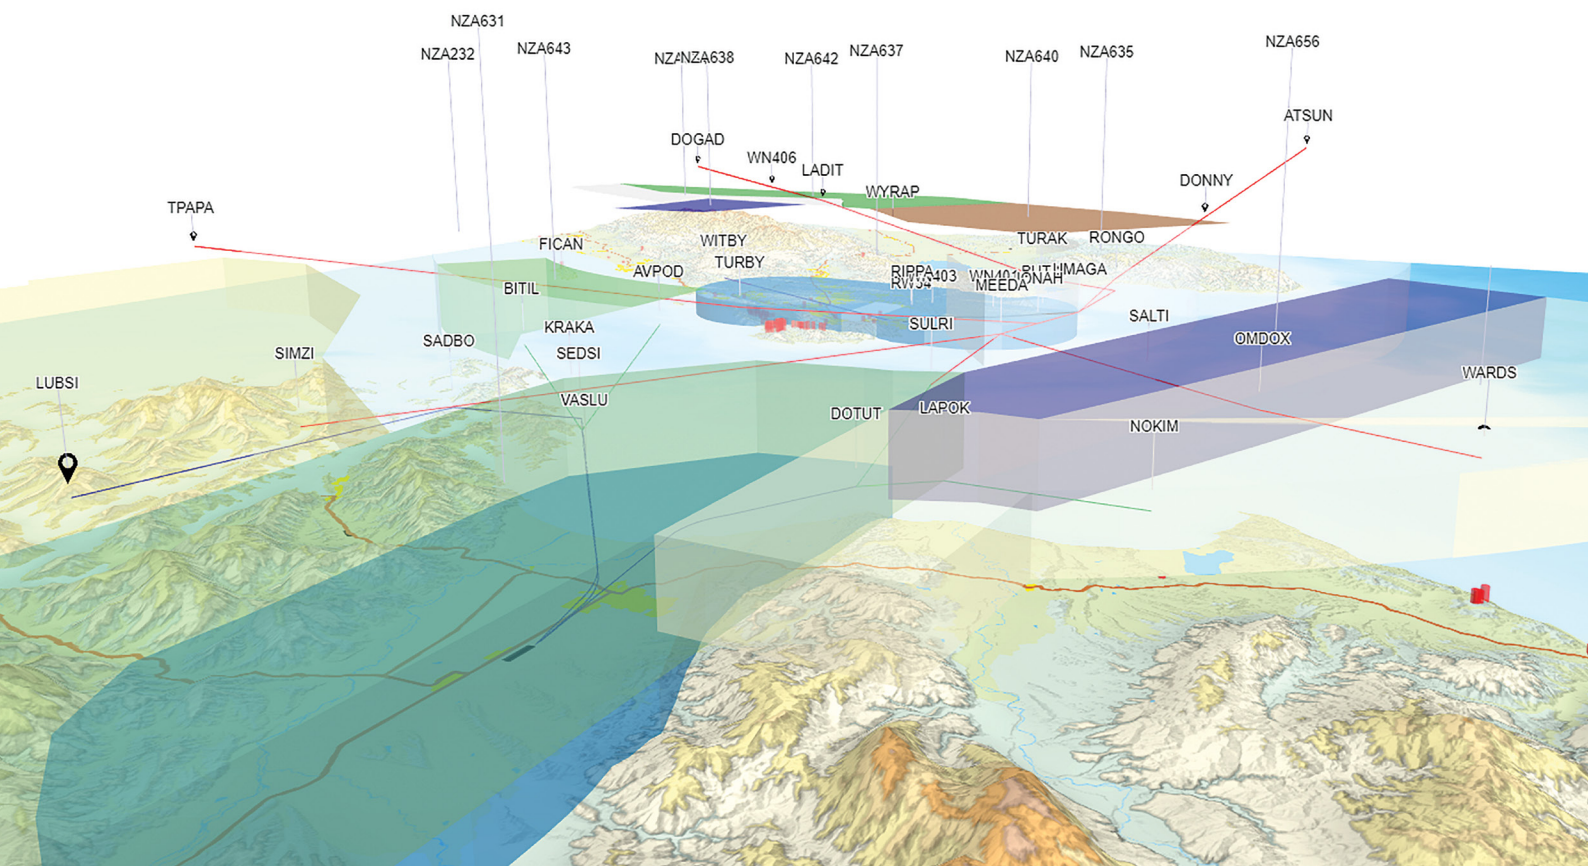 NZA631
NZA232
NZA643
NZA638
NZA642
NZA637
NZA640
NZA635
NZA656
ATSUN
DOGAD
WN406
LADIT
WYRAP
DONNY
TPAPA
FICAN
WITBY
TURBY
AVPOD
BITIL
TURAK
RONGO
RIPPA
MEEDA
SULRI
SALTI
OMDOX
WARDS
KRAKA
SADBO
SEDSI
SIMZI
LUBSI
VASLU
DOTUT
LAPOK
NOKIM